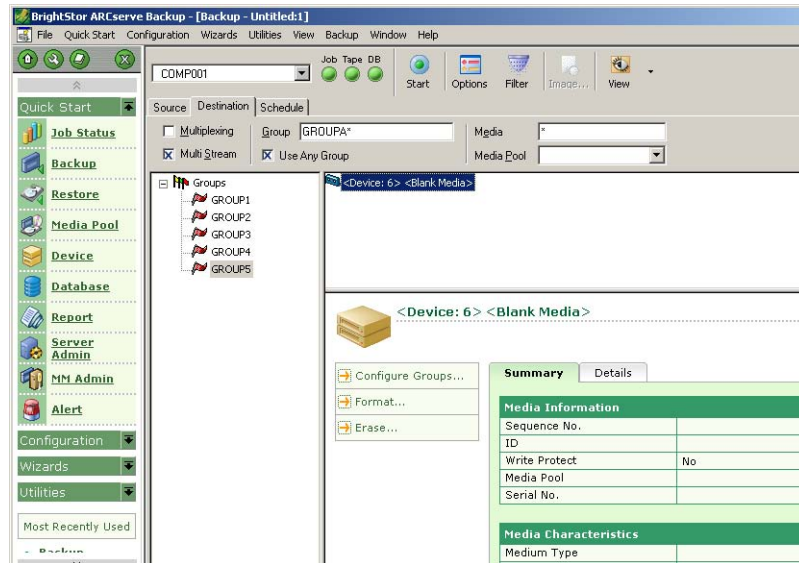 BrightStor ARCserve Backup - [Backup - Untitled:1]
File Quick Start Configuration Wizards Utilities View Backup Window Help
COMP001
Job Tape DB
Start
Options
Filter
Image...
View
Quick Start
Job Status
Backup
Restore
Media Pool
Device
Database
Report
Server Admin
MM Admin
Alert
Configuration
Wizards
Utilities
Most Recently Used
Backup
Source Destination Schedule
Multiplexing
Group GROUPA*
Media *
Multi Stream
Use Any Group
Media Pool
Groups
GROUP1
GROUP2
GROUP3
GROUP4
GROUP5
<Device: 6> <Blank Media>
<Device: 6> <Blank Media>
Configure Groups...
Format...
Erase...
Summary Details
Media Information
Sequence No.
ID
Write Protect No
Media Pool
Serial No.
Media Characteristics
Medium Type